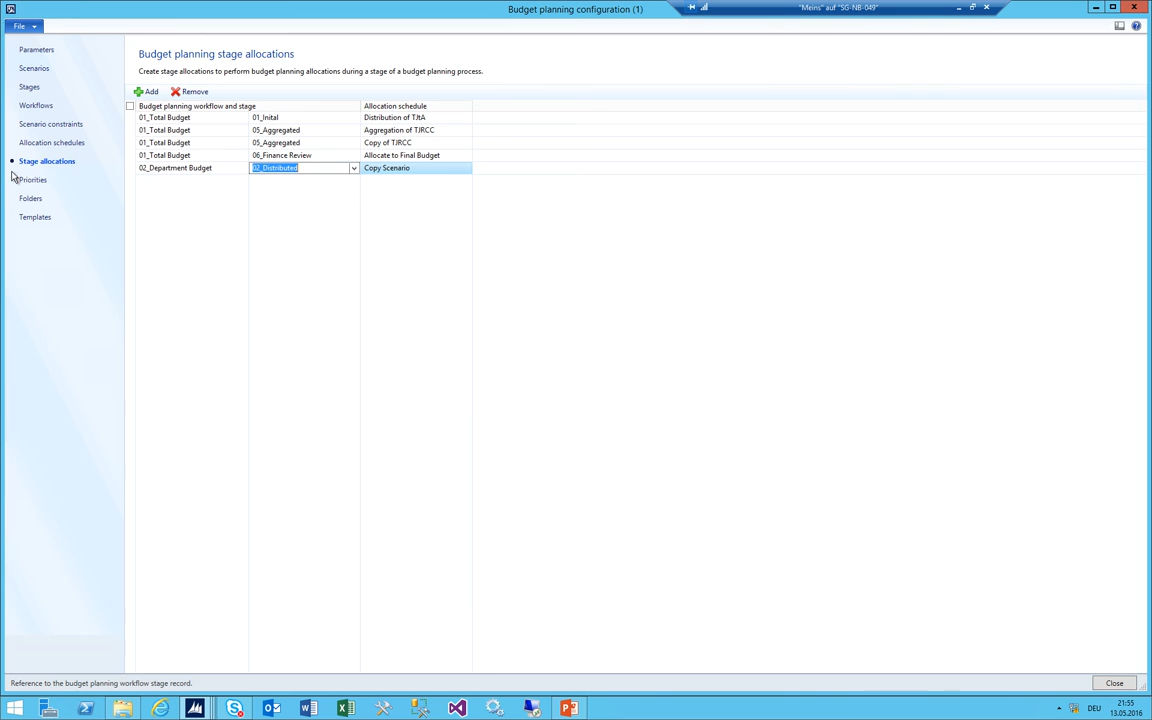 Budget planning configuration (1)
"Meins" auf "SG-NB-049"
File
Parameters
Scenarios
Stages
Workflows
Scenario constraints
Allocation schedules
Stage allocations
Priorities
Folders
Templates
Budget planning stage allocations
Create stage allocations to perform budget planning allocations during a stage of a budget planning process.
Add Remove
Budget planning workflow and stage Allocation schedule
01_Total Budget 01_Inital Distribution of TJtA
01_Total Budget 05_Aggregated Aggregation of TJRCC
01_Total Budget 05_Aggregated Copy of TJRCC
01_Total Budget 06_Finance Review Allocate to Final Budget
02_Department Budget 02_Distributed Copy Scenario
Reference to the budget planning workflow stage record.
Close
DEU
21:55
13.05.2016